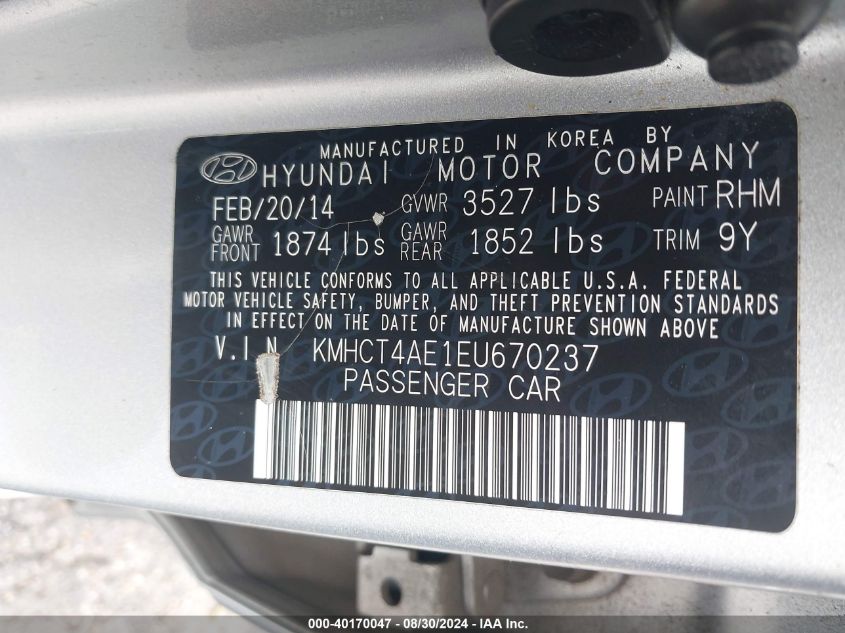 MANUFACTURED IN KOREA BY
HYUNDAI MOTOR COMPANY
FEB/20/14 GVWR 3527 lbs PAINT RHM
GAWR FRONT 1874 lbs GAWR REAR 1852 lbs TRIM 9Y
THIS VEHICLE CONFORMS TO ALL APPLICABLE U.S.A. FEDERAL
MOTOR VEHICLE SAFETY, BUMPER, AND THEFT PREVENTION STANDARDS
IN EFFECT ON THE DATE OF MANUFACTURE SHOWN ABOVE
V.I.N KMHCT4AE1EU670237
PASSENGER CAR
000-40170047 - 08/30/2024 - IAA Inc.